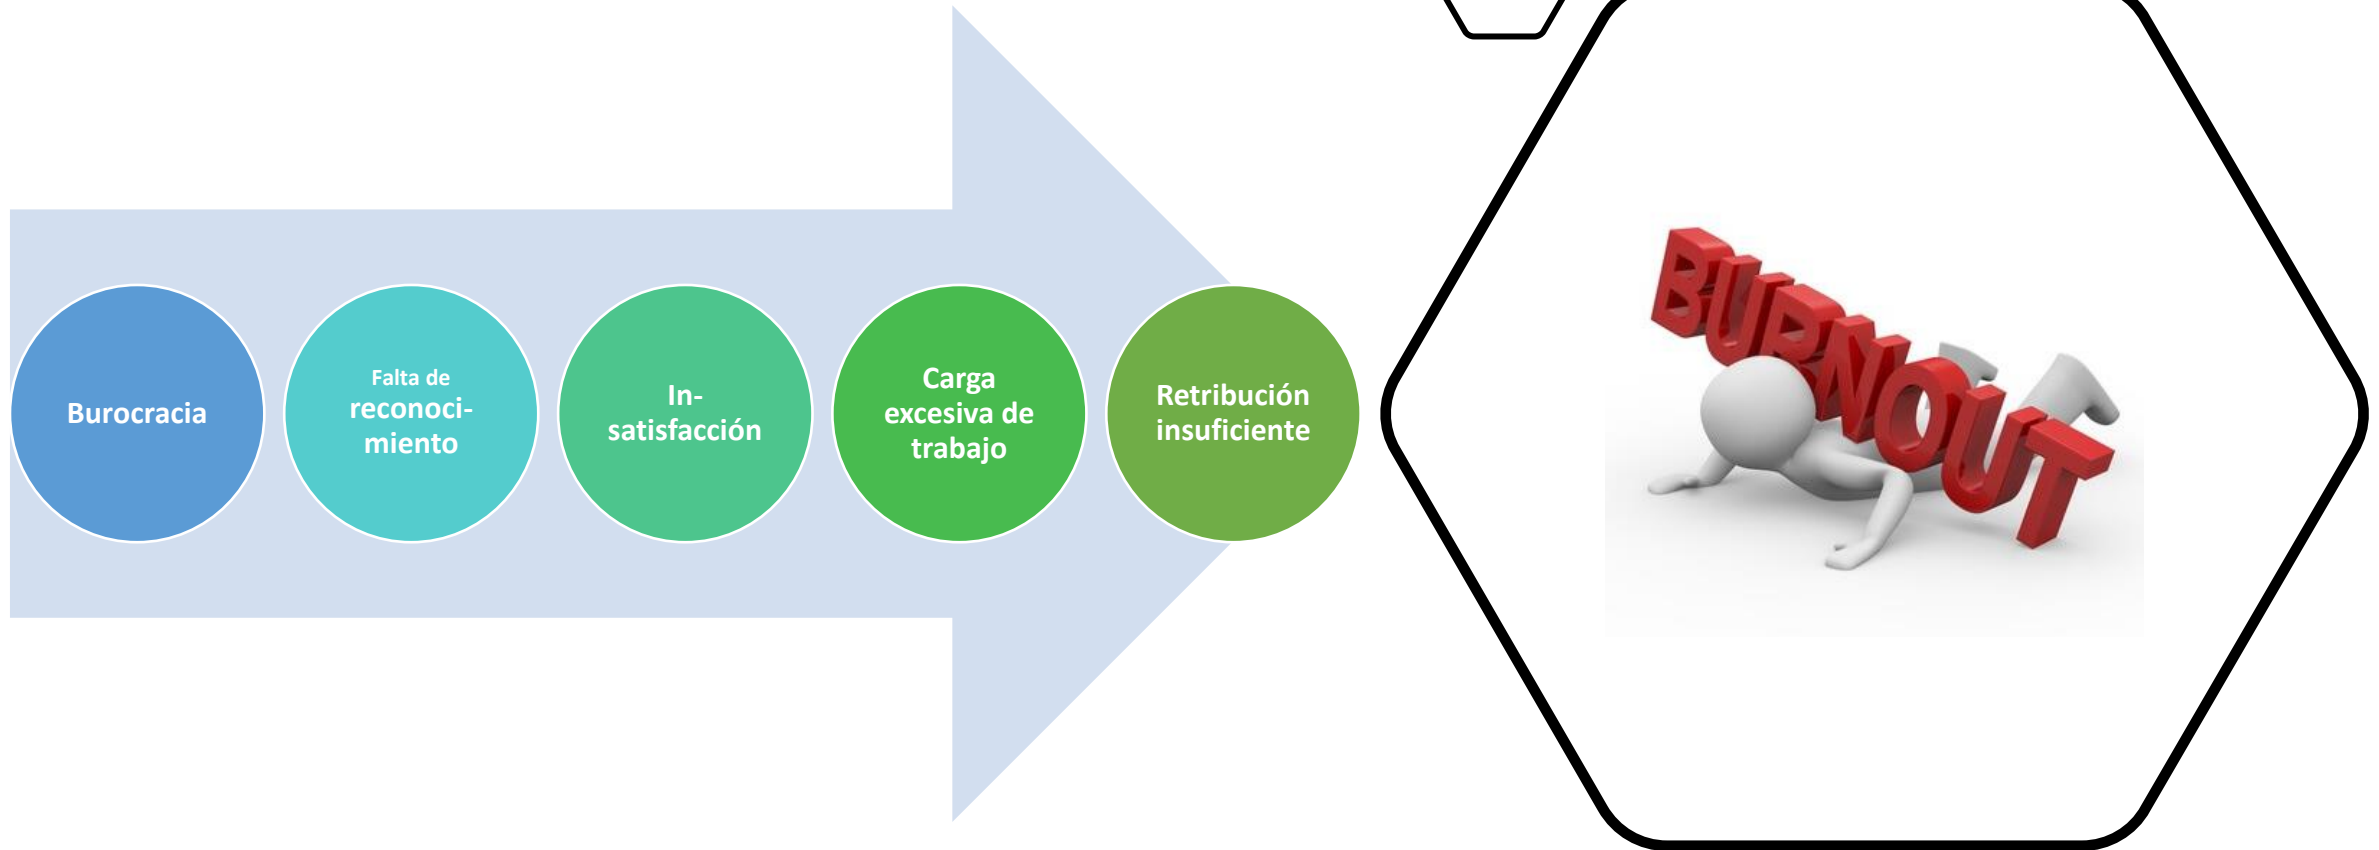 Burocracia
Falta de
reconoci-
miento
In-
satisfacción
Carga
excesiva de
trabajo
Retribución
insuficiente
BURNOUT